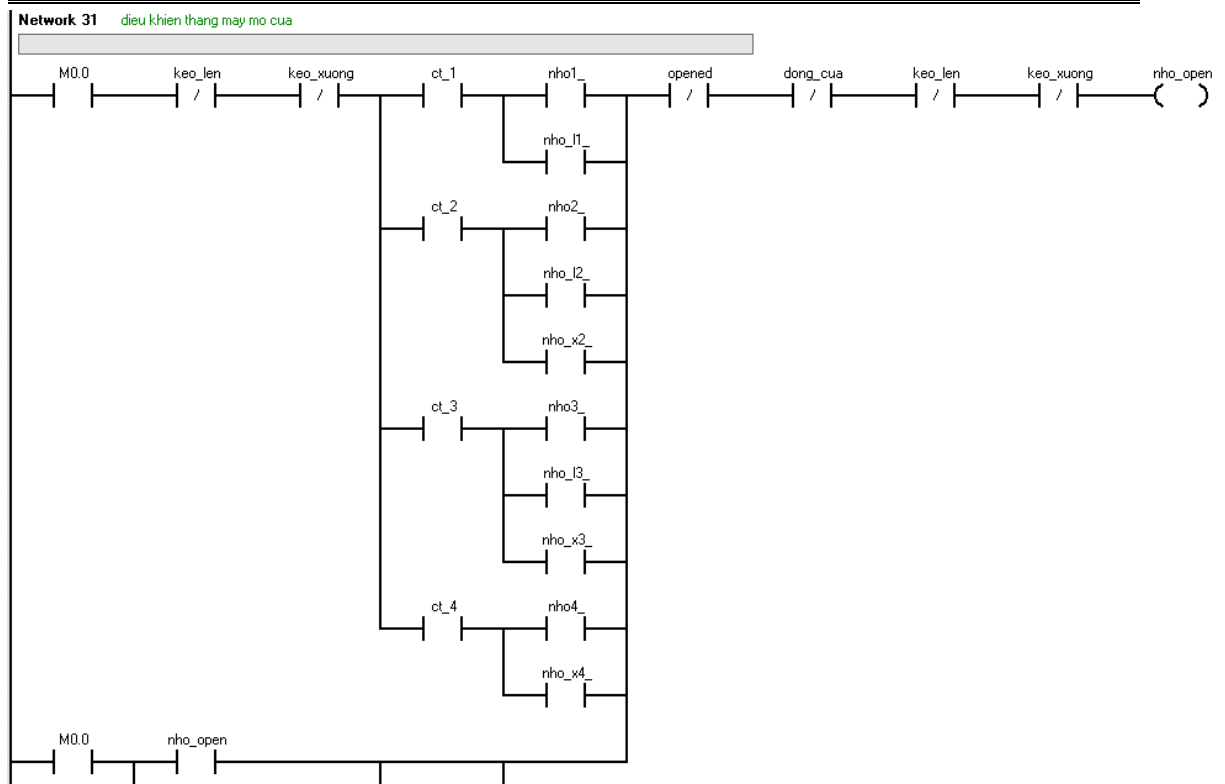 Network 31 dieu khien thang may mo cua
M0.0 keo_len keo_xuong ct_1 nho1_ opened dong_cua keo_len keo_xuong nho_open
nho_l1_
ct_2 nho2_
nho_l2_
nho_x2_
ct_3 nho3_
nho_l3_
nho_x3_
ct_4 nho4_
nho_x4_
M0.0 nho_open